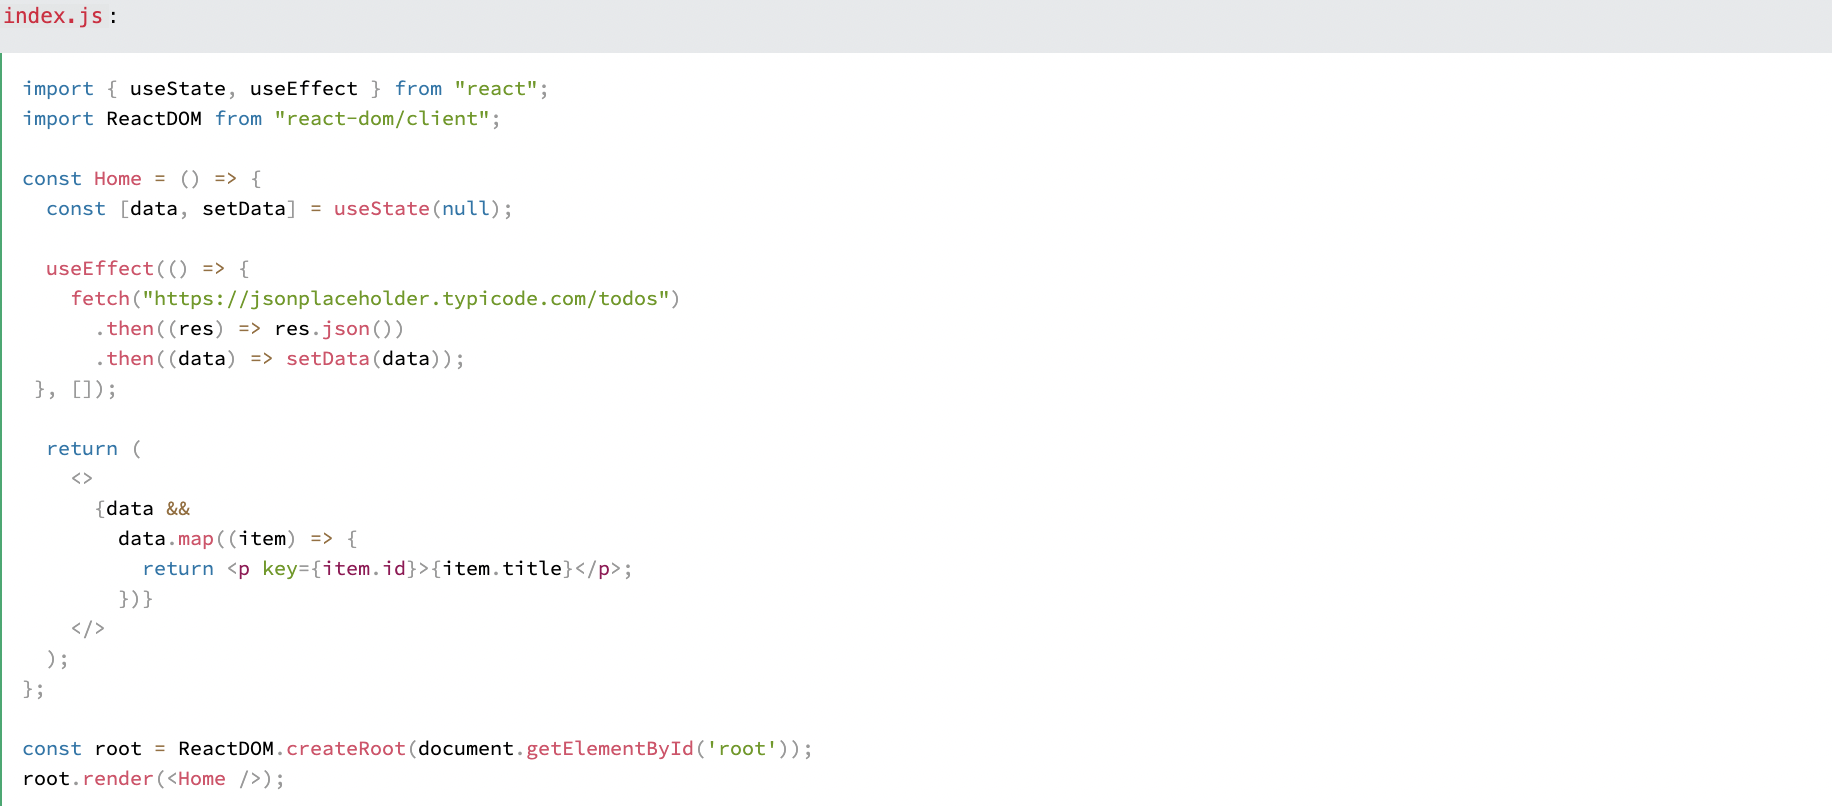 index.js:
import { useState, useEffect } from "react";
import ReactDOM from "react-dom/client";
const Home = () => {
  const [data, setData] = useState(null);
  useEffect(() => {
    fetch("https://jsonplaceholder.typicode.com/todos")
      .then((res) => res.json())
      .then((data) => setData(data));
 }, []);
  return (
    <>
      {data &&
        data.map((item) => {
          return <p key={item.id}>{item.title}</p>;
        })}
    </>
  );
};
const root = ReactDOM.createRoot(document.getElementById('root'));
root.render(<Home />);